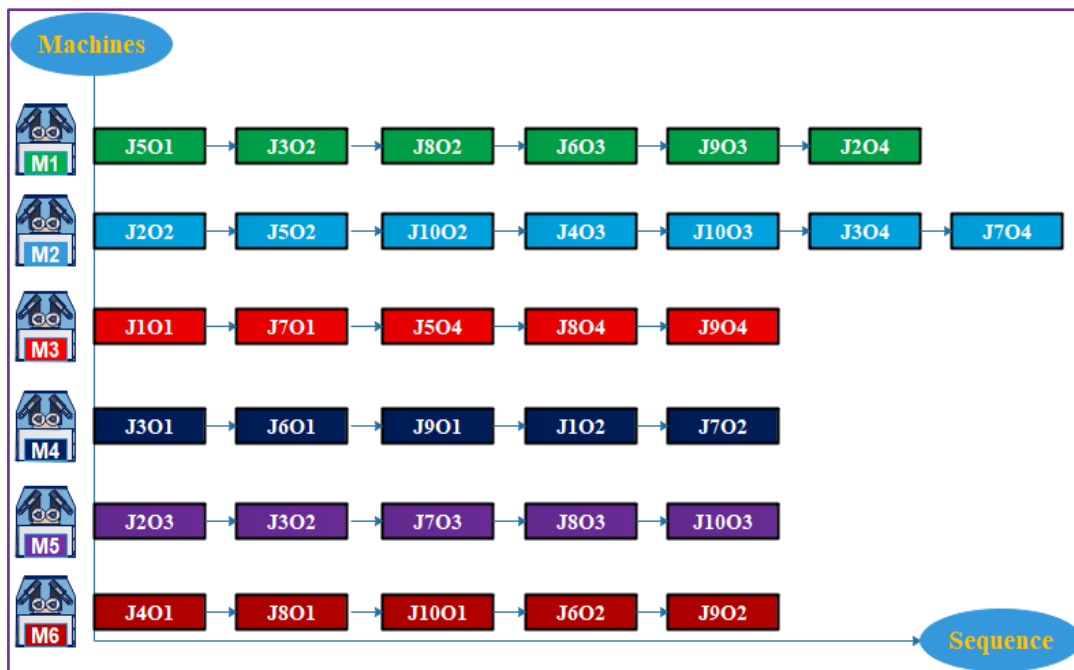 Machines
M1
J5O1
J3O2
J8O2
J6O3
J9O3
J2O4
M2
J2O2
J5O2
J10O2
J4O3
J10O3
J3O4
J7O4
M3
J1O1
J7O1
J5O4
J8O4
J9O4
M4
J3O1
J6O1
J9O1
J1O2
J7O2
M5
J2O3
J3O2
J7O3
J8O3
J10O3
M6
J4O1
J8O1
J10O1
J6O2
J9O2
Sequence